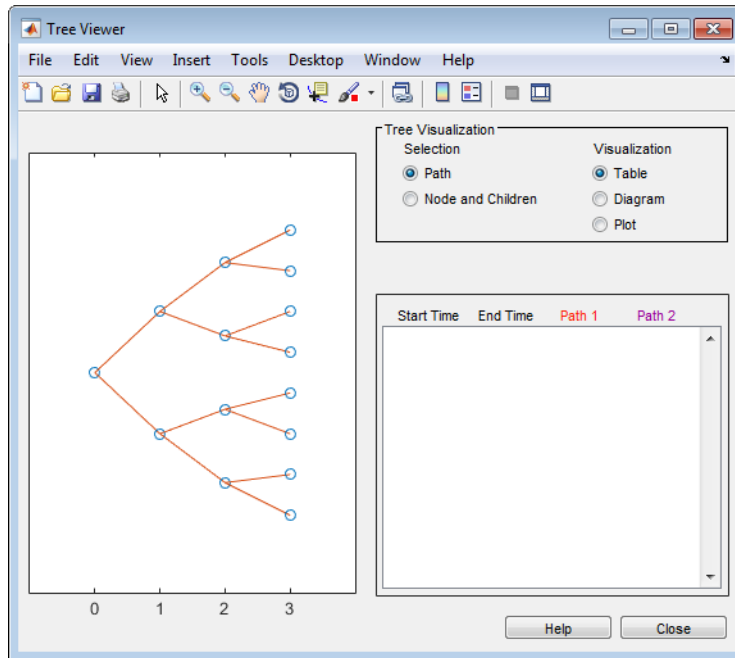 Tree Viewer
File Edit View Insert Tools Desktop Window Help
Tree Visualization
Selection Visualization
Path Table
Node and Children Diagram
Plot
Start Time End Time Path 1 Path 2
0 1 2 3
Help Close